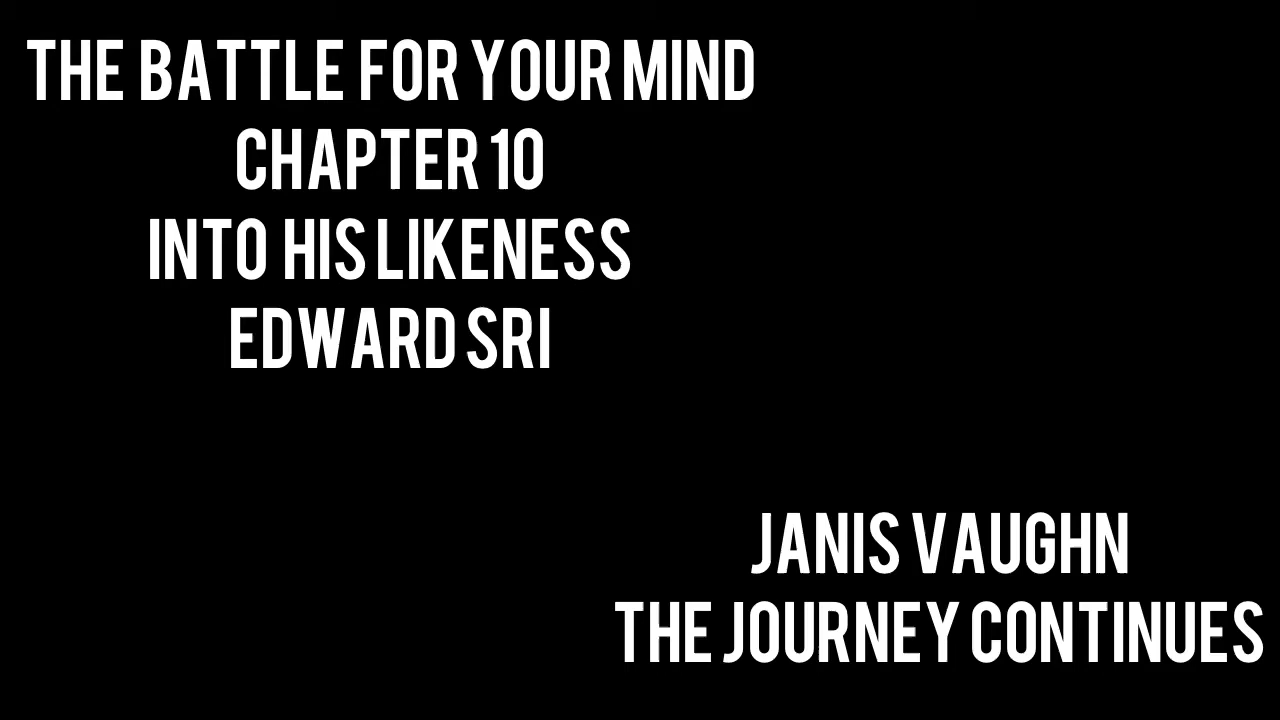 THE BATTLE FOR YOUR MIND
CHAPTER 10
INTO HIS LIKENESS
EDWARD SRI
JANIS VAUGHN
THE JOURNEY CONTINUES